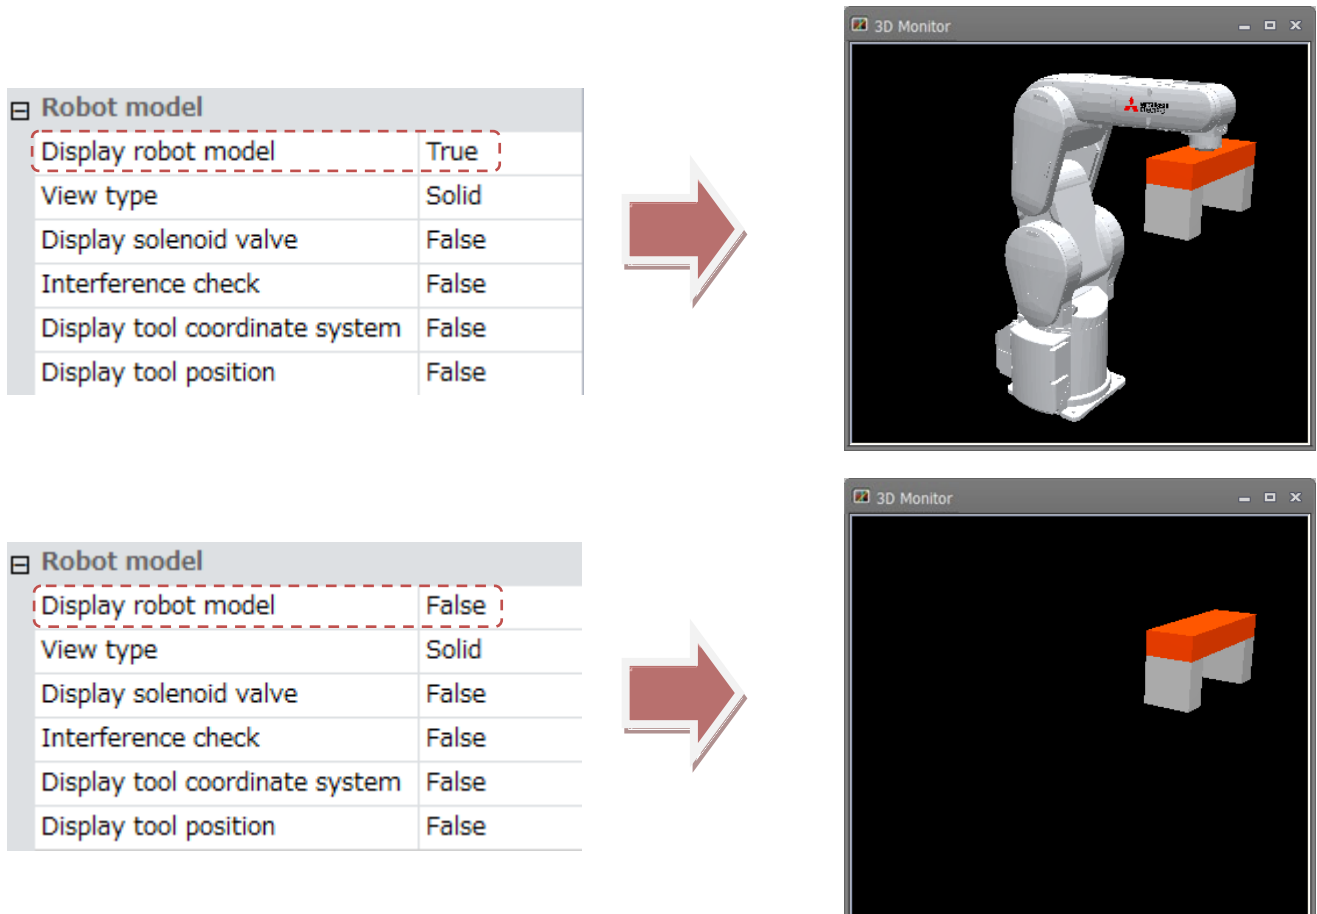 3D Monitor
Robot model
Display robot model True
View type Solid
Display solenoid valve False
Interference check False
Display tool coordinate system False
Display tool position False
MITSUBISHI
ELECTRIC
3D Monitor
Robot model
Display robot model False
View type Solid
Display solenoid valve False
Interference check False
Display tool coordinate system False
Display tool position False